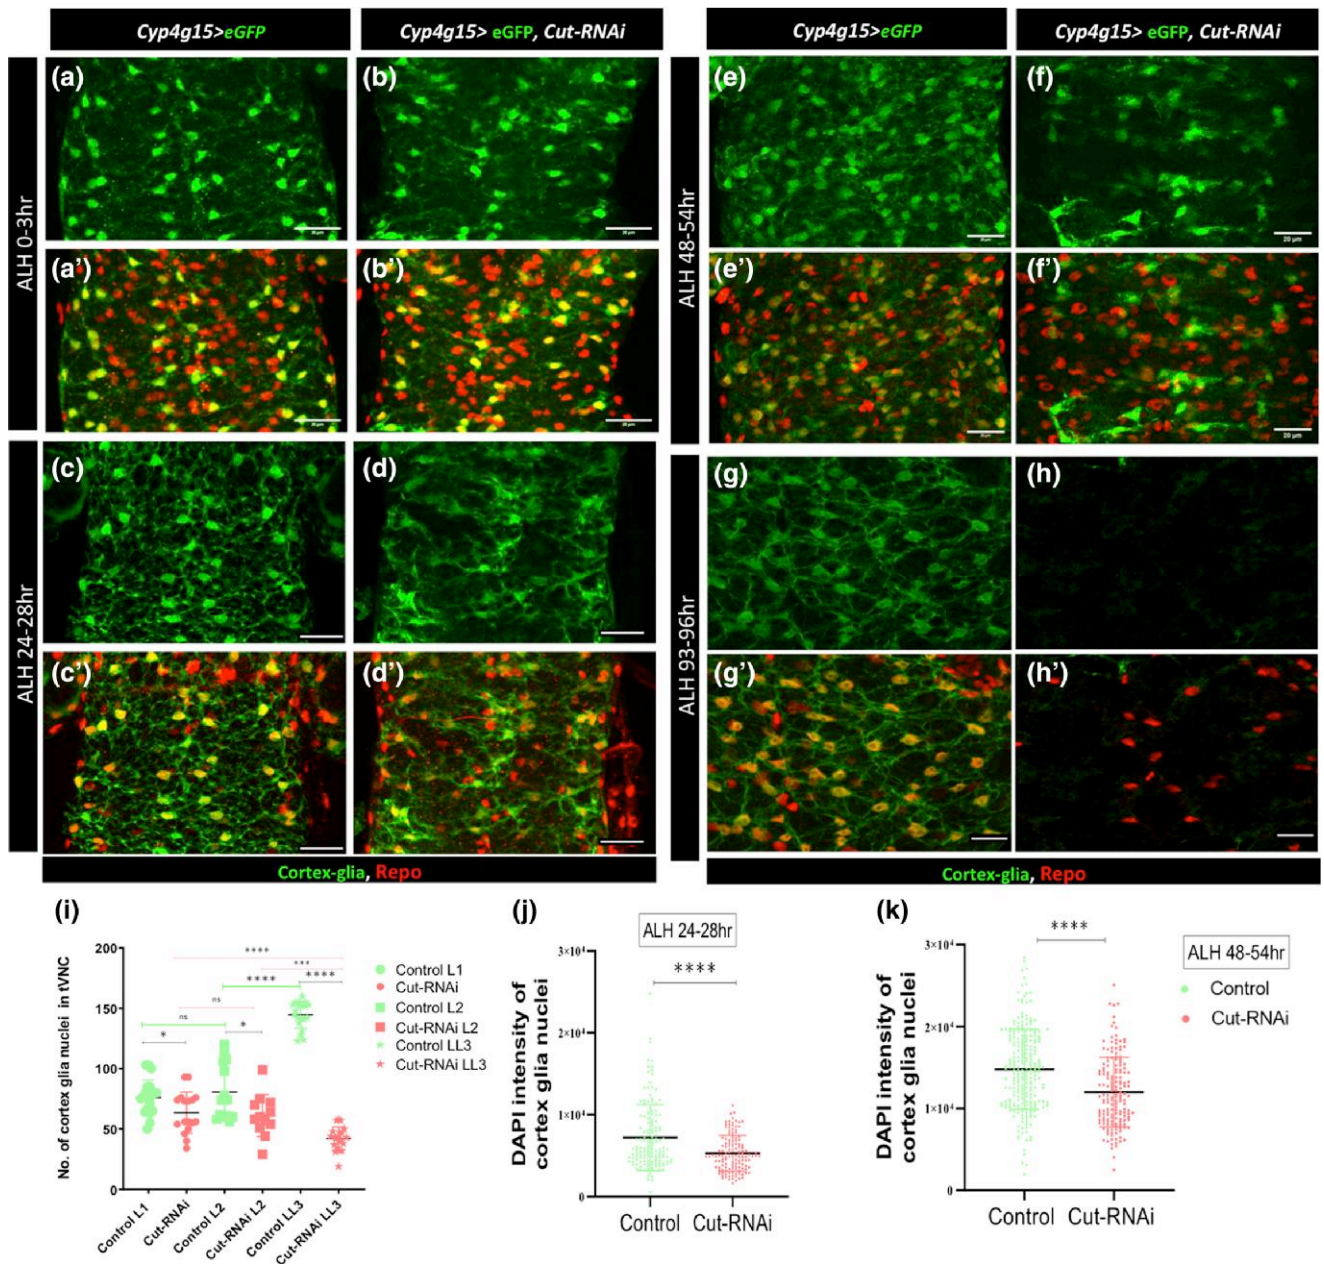 Cyp4g15>eGFP
Cyp4g15> eGFP, Cut-RNAi
Cyp4g15>eGFP
Cyp4g15> eGFP, Cut-RNAi
ALH 0-3hr
(a)
(b)
(a’)
(b’)
ALH 24-28hr
(c)
(d)
(c’)
(d’)
Cortex-glia, Repo
ALH 48-54hr
(e)
(f)
20 µm
(e’)
(f’)
20 µm
ALH 93-96hr
(g)
(h)
(g’)
(h’)
Cortex-glia, Repo
(i)
No. of cortex glia nuclei in tVNC
200
150
100
50
0
****
***
**** ****
ns
ns
*
*
Control L1
Cut-RNAi
Control L2
Cut-RNAi L2
Control LL3
Cut-RNAi LL3
Control L1
Cut-RNAi
Control L2
Cut-RNAi L2
Control LL3
Cut-RNAi LL3
(j)
ALH 24-28hr
****
DAPI intensity of
cortex glia nuclei
3×10⁴
2×10⁴
1×10⁴
0
Control
Cut-RNAi
(k)
****
DAPI intensity of
cortex glia nuclei
3×10⁴
2×10⁴
1×10⁴
0
Control
Cut-RNAi
ALH 48-54hr
Control
Cut-RNAi